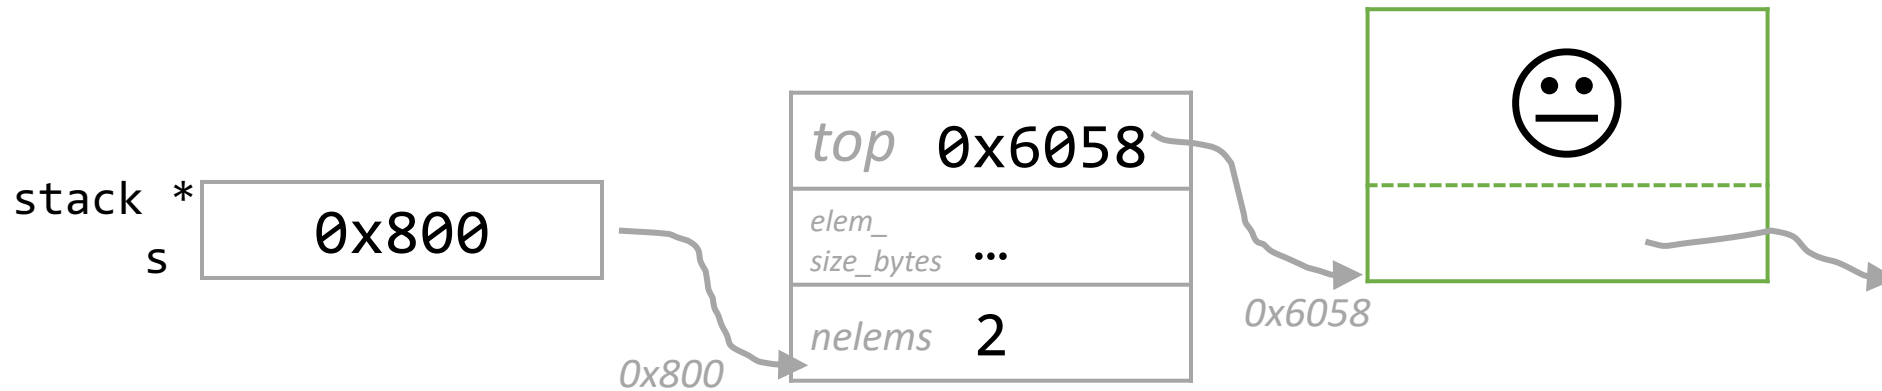 stack *
s
0x800
0x800
top 0x6058
elem_
size_bytes ...
nelems 2
0x6058